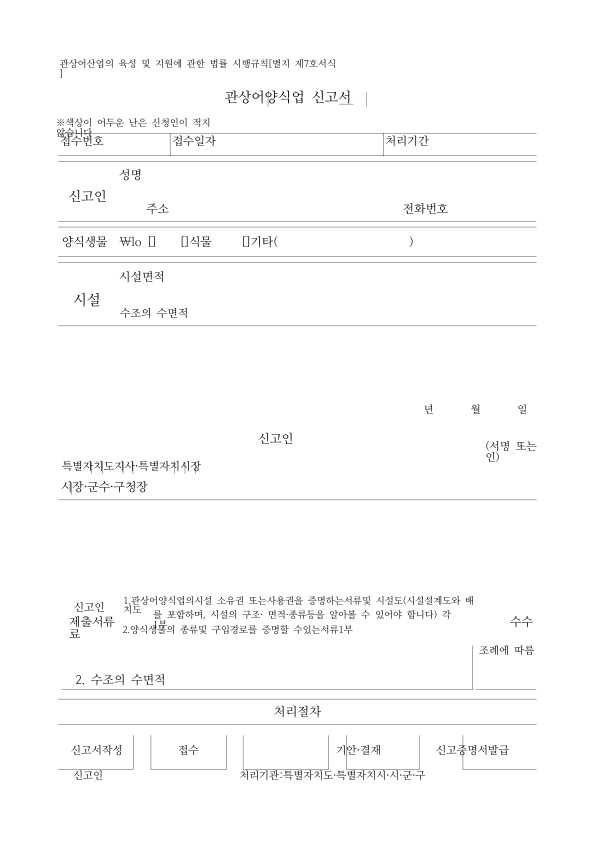 관상어산업의 육성 및 지원에 관한 법률 시행규칙[별지 제7호서식
]
관상어양식업 신고서
※색상이 어두운 난은 신청인이 적지
않습니다
접수번호 접수일자 처리기간
성명
신고인
주소 전화번호
양식생물 ₩lo [] []식물 []기타( )
시설면적
시설
수조의 수면적
년 월 일
신고인 (서명 또는
인)
특별자치도지사·특별자치시장
시장·군수·구청장
1.관상어양식업의시설 소유권 또는사용권을 증명하는서류및 시설도(시설설계도와 배
치도 를 포함하며, 시설의 구조· 면적·종류등을 알아볼 수 있어야 합니다) 각
1부
2.양식생물의 종류및 구입경로를 증명할 수있는서류1부
신고인
제출서류
료
수수
조례에 따름
2. 수조의 수면적
처리절차
신고서작성 접수 기안·결재 신고증명서발급
신고인 처리기관:특별자치도·특별자치시·시·군·구